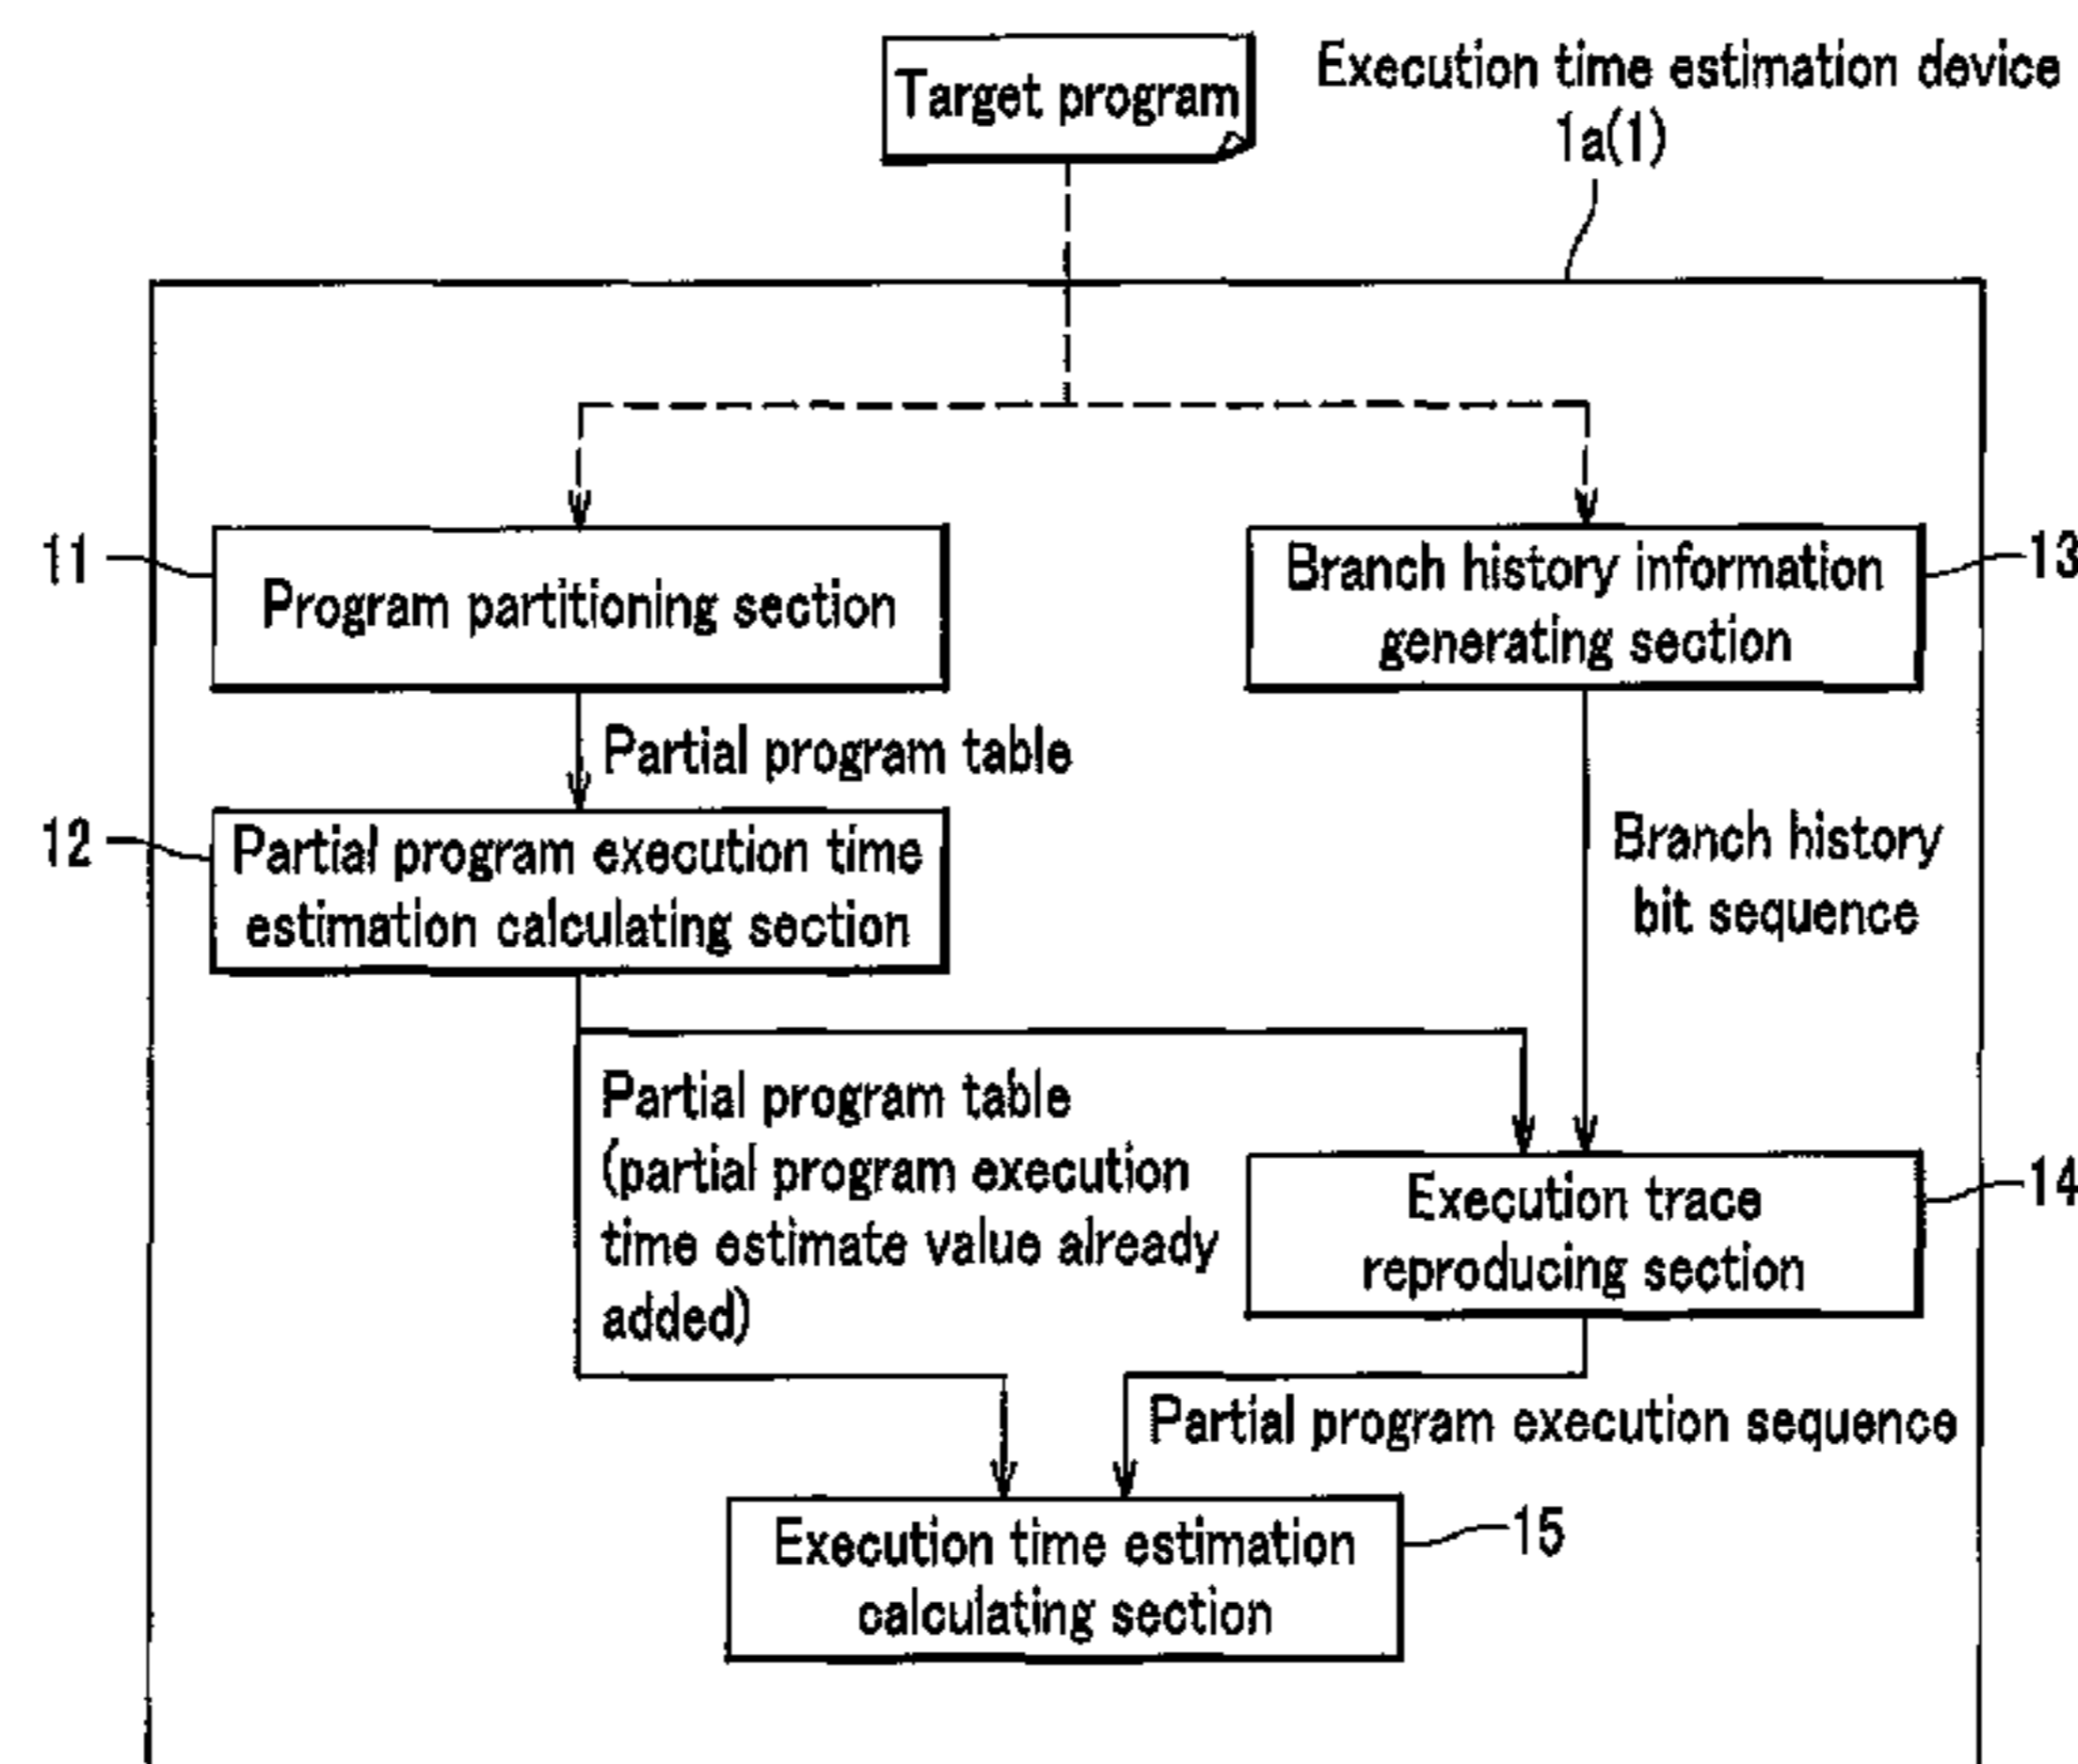 Target program
Execution time estimation device
1a(1)
11
Program partitioning section
Branch history information
generating section
13
Partial program table
12
Partial program execution time
estimation calculating section
Branch history
bit sequence
Partial program table
(partial program execution
time estimate value already
added)
Execution trace
reproducing section
14
Partial program execution sequence
Execution time estimation
calculating section
15